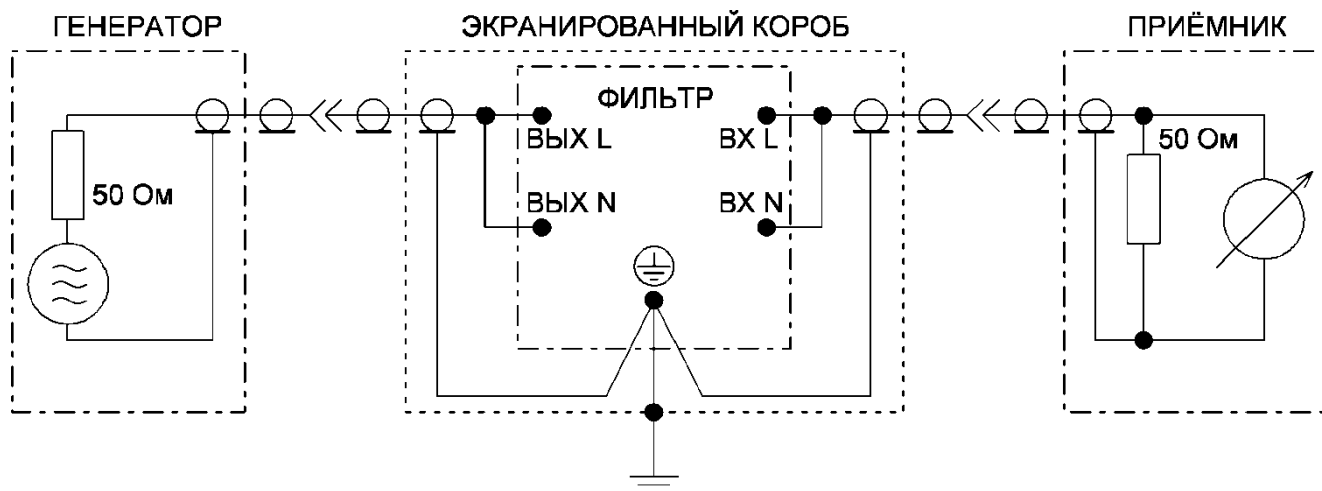 ГЕНЕРАТОР
ЭКРАНИРОВАННЫЙ КОРОБ
ПРИЁМНИК
ФИЛЬТР
ВЫХ L
ВХ L
50 Ом
50 Ом
ВЫХ N
ВХ N